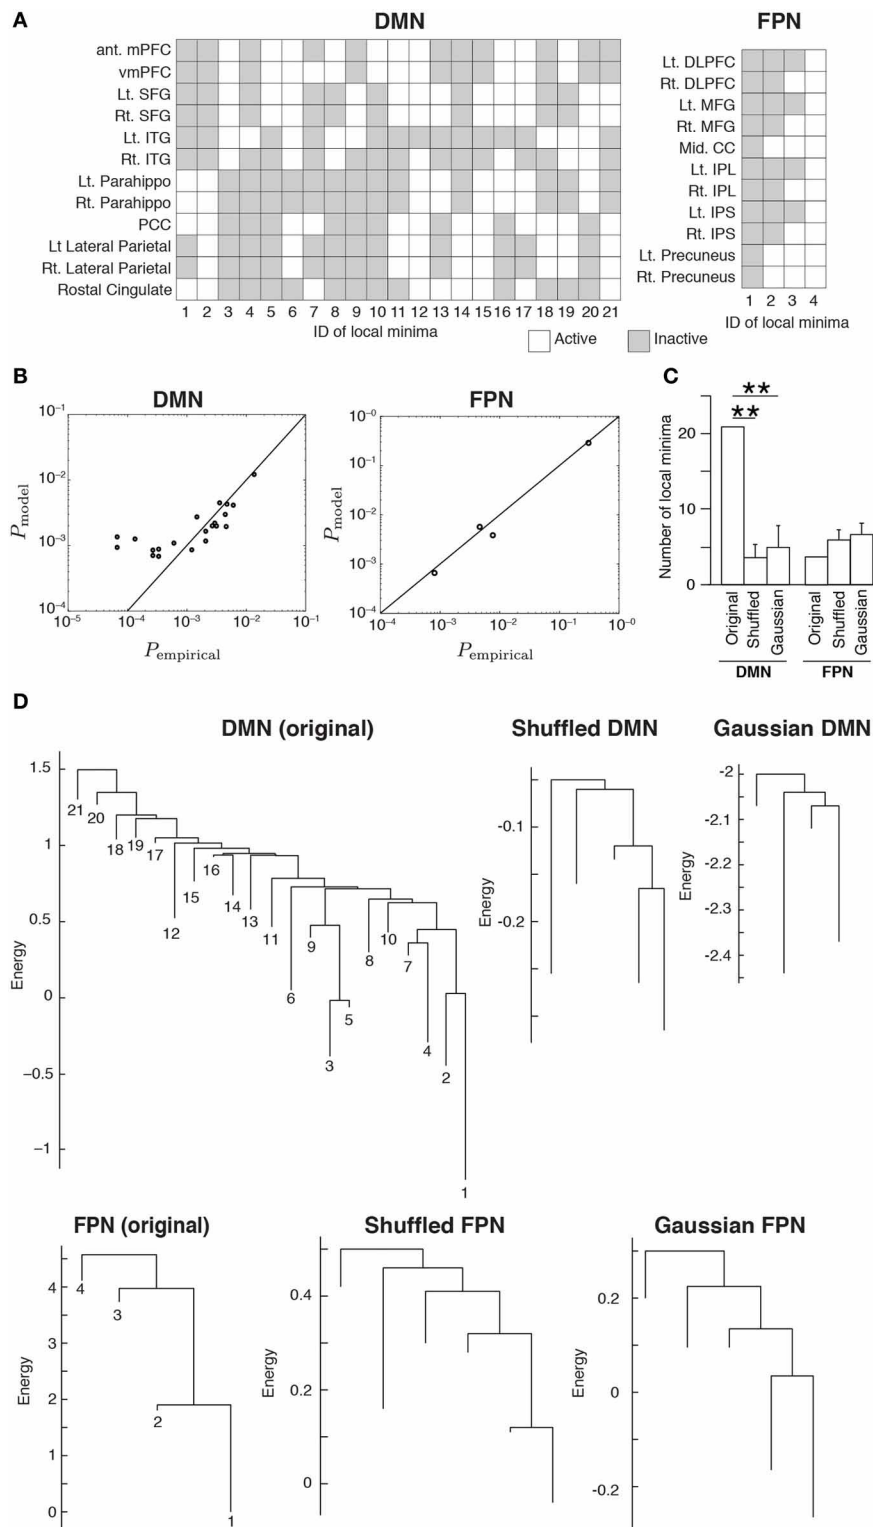 A
DMN
FPN
ant. mPFC
vmPFC
Lt. SFG
Rt. SFG
Lt. ITG
Rt. ITG
Lt. Parahippo
Rt. Parahippo
PCC
Lt Lateral Parietal
Rt. Lateral Parietal
Rostal Cingulate
1 2 3 4 5 6 7 8 9 10 11 12 13 14 15 16 17 18 19 20 21
ID of local minima
Lt. DLPFC
Rt. DLPFC
Lt. MFG
Rt. MFG
Mid. CC
Lt. IPL
Rt. IPL
Lt. IPS
Rt. IPS
Lt. Precuneus
Rt. Precuneus
1 2 3 4
ID of local minima
Active
Inactive
B
DMN
10⁻¹
10⁻²
10⁻³
10⁻⁴
P model
10⁻⁵ 10⁻³ 10⁻² 10⁻¹
P empirical
FPN
10⁻⁰
10⁻¹
10⁻²
10⁻³
10⁻⁴
P model
10⁻⁴ 10⁻³ 10⁻² 10⁻¹ 10⁻⁰
P empirical
C
**
**
Number of local minima
20
10
0
Original
Shuffled
Gaussian
Original
Shuffled
Gaussian
DMN
FPN
D
DMN (original)
Energy
1.5
1
0.5
0
−0.5
−1
21
20
18
19
17
12
15
16
14
13
11
6
9
3
5
8
10
7
4
2
1
Shuffled DMN
Energy
-0.1
-0.2
Gaussian DMN
Energy
-2
-2.1
-2.2
-2.3
-2.4
FPN (original)
Energy
4
3
2
1
0
4
3
2
1
Shuffled FPN
Energy
0.4
0.2
0
Gaussian FPN
Energy
0.2
0
-0.2